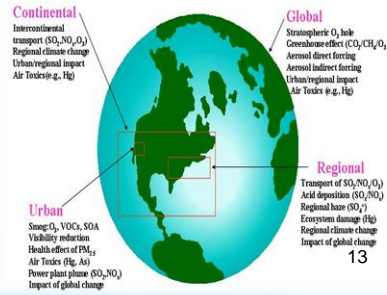 Continental
Intercontinental
transport (SO₂,NOₓ,O₃)
Regional climate change
Urban/regional impact
Air Toxics(e.g., Hg)
Global
Stratospheric O₃ hole
Greenhouse effect (CO₂/CH₄/O₃
Aerosol direct forcing
Aerosol indirect forcing
Urban/regional impact
Air Toxics (e.g., Hg)
Urban
Smog:O₃, VOCs, SOA
Visibility reduction
Health effect of PM₂.₅
Air Toxics (Hg, As)
Power plant plume (SO₂,NOₓ)
Impact of global change
Regional
Transport of SO₂/NOₓ/O₃)
Acid deposition (SOₓ/NOₓ)
Regional haze (SO₄⁼)
Ecosystem damage (Hg)
Regional climate change
Impact of global change
13